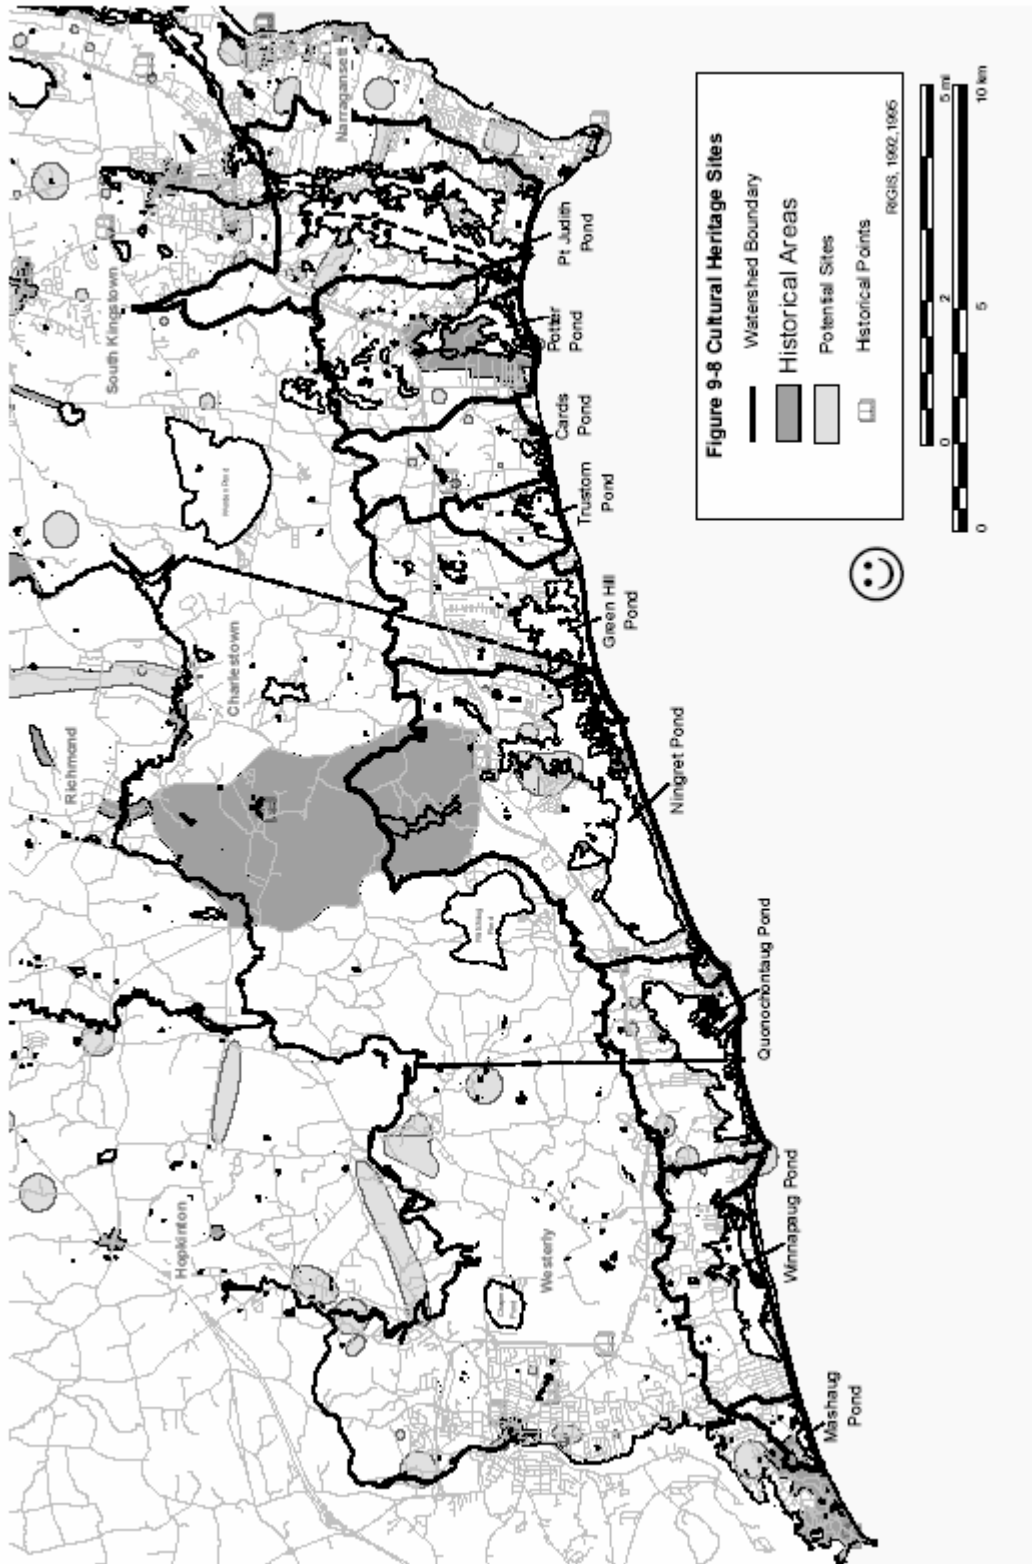 Figure 9-8 Cultural Heritage Sites
Watershed Boundary
Historical Areas
Potential Sites
Historical Points
RIGIS, 1992,1995
0
2
5 mi
0
5
10 km
Hopkinton
Richmond
South Kingstown
Narragansett
Charlestown
Westerly
Mashaug
Pond
Winnapaug Pond
Quonochontaug Pond
Ningret Pond
Green Hill
Pond
Trustom
Pond
Cards
Pond
Potter
Pond
Pt Judith
Pond